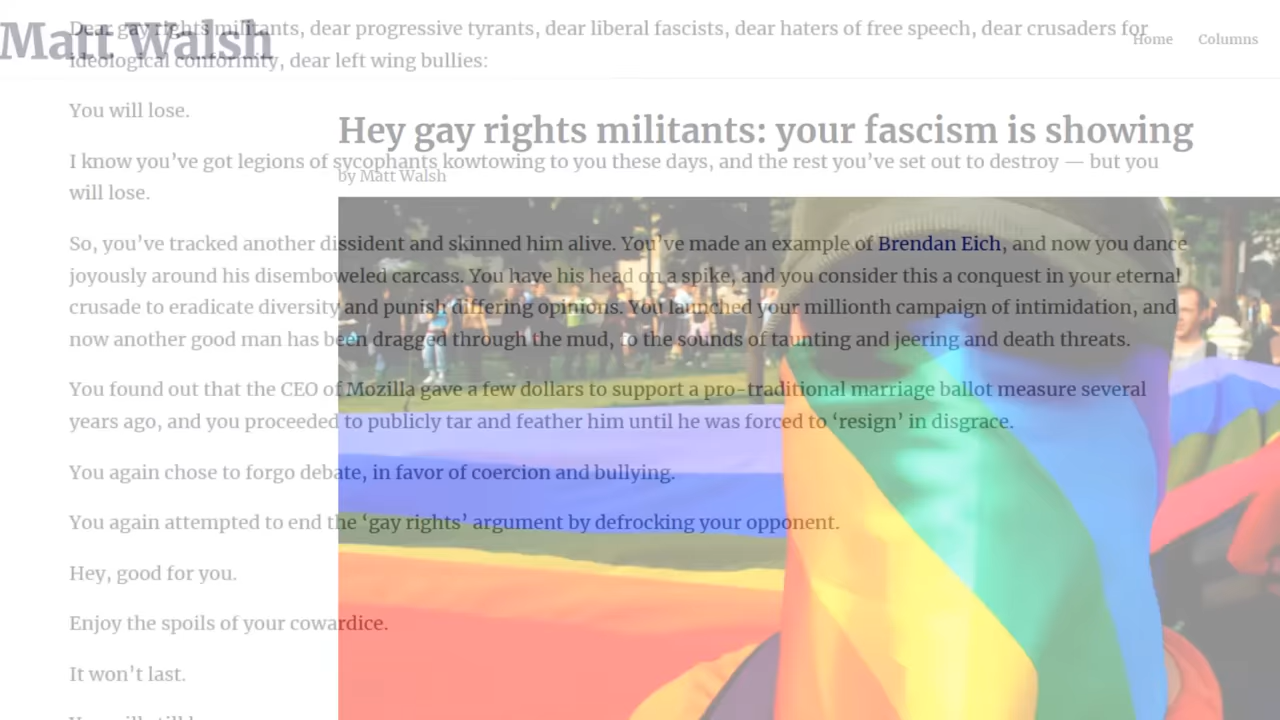 Matt Walsh
Home Columns
Hey gay rights militants: your fascism is showing
by Matt Walsh
Dear gay rights militants, dear progressive tyrants, dear liberal fascists, dear haters of free speech, dear crusaders for
ideological conformity, dear left wing bullies:
You will lose.
I know you’ve got legions of sycophants kowtowing to you these days, and the rest you’ve set out to destroy — but you
will lose.
So, you’ve tracked another dissident and skinned him alive. You’ve made an example of Brendan Eich, and now you dance
joyously around his disemboweled carcass. You have his head on a spike, and you consider this a conquest in your eternal
crusade to eradicate diversity and punish differing opinions. You launched your millionth campaign of intimidation, and
now another good man has been dragged through the mud, to the sounds of taunting and jeering and death threats.
You found out that the CEO of Mozilla gave a few dollars to support a pro-traditional marriage ballot measure several
years ago, and you proceeded to publicly tar and feather him until he was forced to ‘resign’ in disgrace.
You again chose to forgo debate, in favor of coercion and bullying.
You again attempted to end the ‘gay rights’ argument by defrocking your opponent.
Hey, good for you.
Enjoy the spoils of your cowardice.
It won’t last.